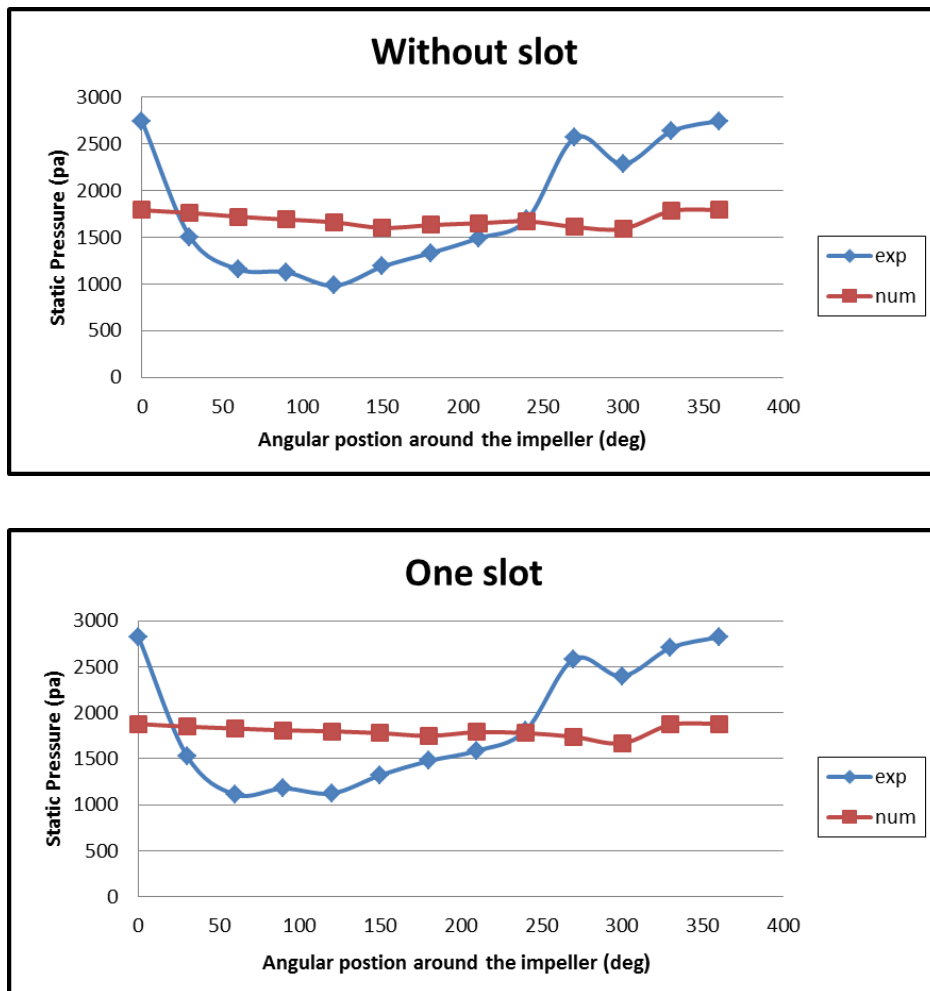 Without slot
3000
2500
2000
1500
1000
500
0
Static Pressure (pa)
0 50 100 150 200 250 300 350 400
Angular postion around the impeller (deg)
exp
num
One slot
3000
2500
2000
1500
1000
500
0
Static Pressure (pa)
0 50 100 150 200 250 300 350 400
Angular postion around the impeller (deg)
exp
num